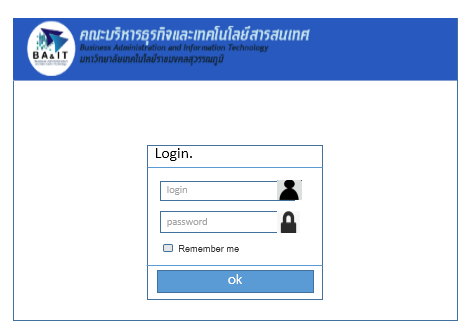 คณะบริหารธุรกิจและเทคโนโลยีสารสนเทศ
Business Administration and Information Technology
มหาวิทยาลัยเทคโนโลยีราชมงคลสุวรรณภูมิ
BA&IT
Login.
login
password
Remember me
ok